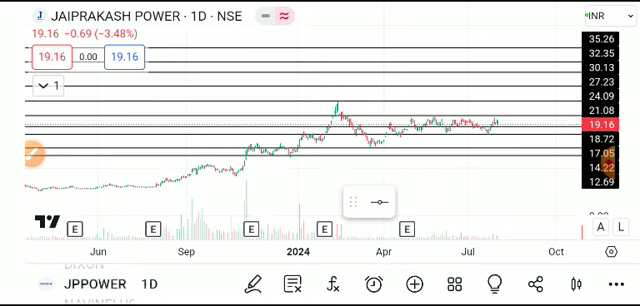 J JAIPRAKASH POWER · 1D · NSE
INR
19.16 −0.69 (−3.48%)
19.16 0.00 19.16
1
35.26
32.35
30.13
27.23
24.09
21.08
19.16
18.72
17.05
14.22
12.69
E E E E E
A L
Jun Sep 2024 Apr Jul Oct
DIXON
JPPOWER 1D